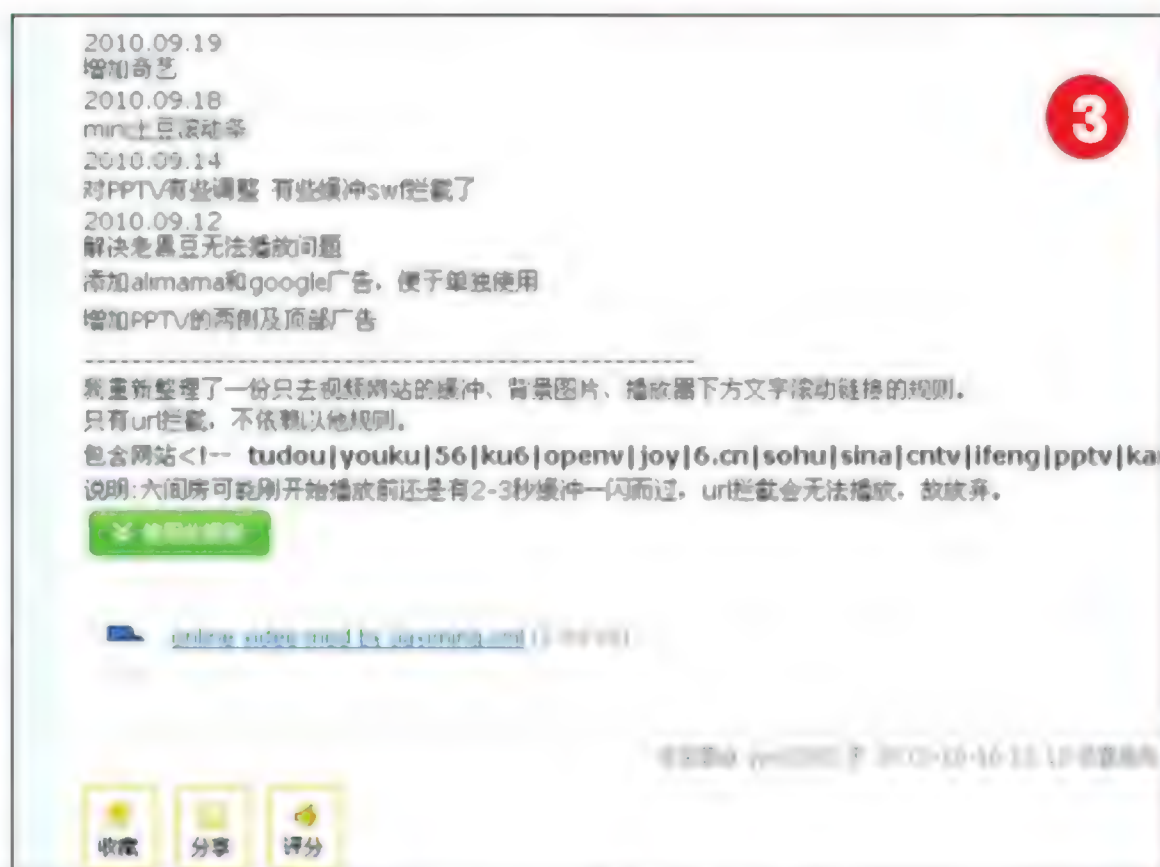 2010.09.19
增加奇艺
3
2010.09.18
mini土豆滚动条
2010.09.14
对PPTV有些调整 有些缓冲swf拦截了
2010.09.12
解决老黑豆无法播放问题
添加alimama和google广告，便于单独使用
增加PPTV的两侧及顶部广告
我重新整理了一份只去视频网站的缓冲、背景图片、播放器下方文字滚动链接的规则。
只有url拦截，不依赖以他规则。
包含网站<!-- tudou|youku|56|ku6|openv|joy|6.cn|sohu|sina|cntv|ifeng|pptv|ka
说明:六间房可能刚开始播放前还是有2-3秒缓冲一闪而过，url拦截会无法播放，故放弃。
收藏 分享 评分